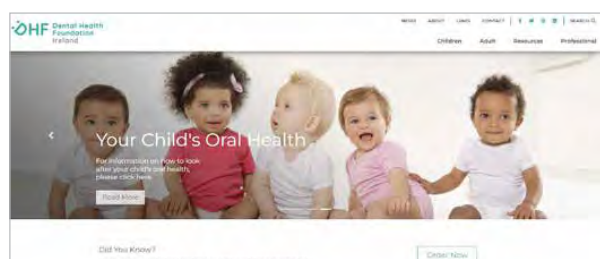 NEWS ABOUT LINKS CONTACT SEARCH
DHF Dental Health
Foundation
Ireland
Children Adult Resources Professional
Your Child's Oral Health
For information on how to look
after your child's oral health,
please click here.
Read More
Did You Know?
Order Now